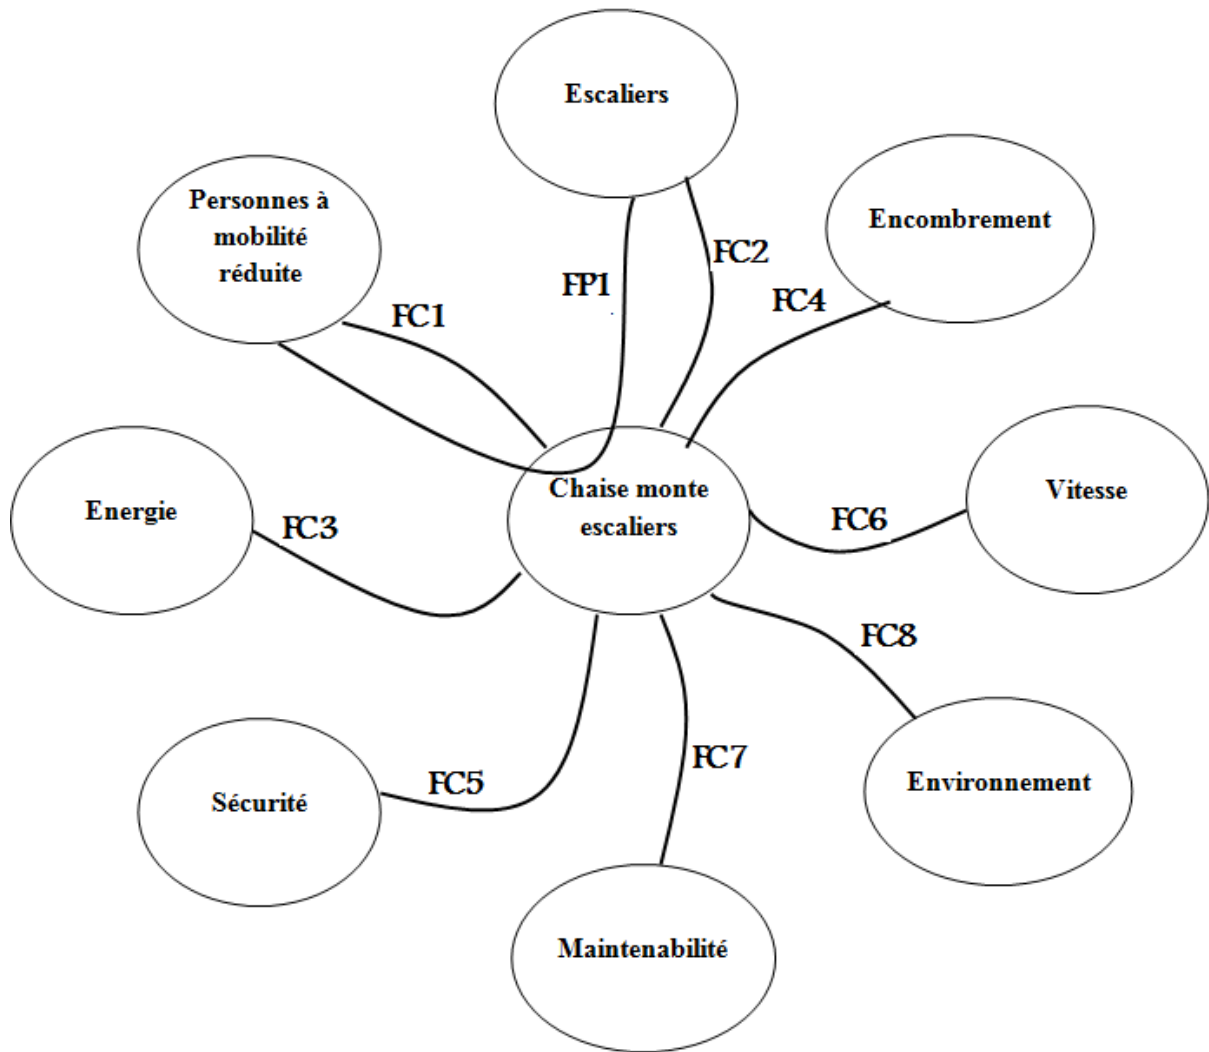 Escaliers
Personnes à
mobilité
réduite
Encombrement
FC2
FP1
FC4
FC1
Chaise monte
escaliers
Vitesse
Energie
FC3
FC6
FC8
FC7
FC5
Sécurité
Environnement
Maintenabilité